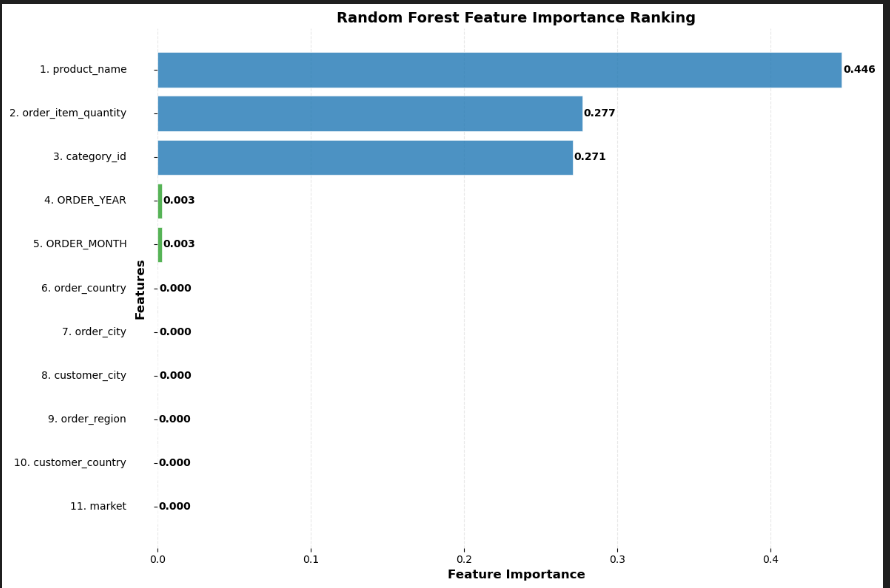 Random Forest Feature Importance Ranking
1. product_name
0.446
2. order_item_quantity
0.277
3. category_id
0.271
4. ORDER_YEAR
0.003
5. ORDER_MONTH
0.003
6. order_country
0.000
7. order_city
0.000
8. customer_city
0.000
9. order_region
0.000
10. customer_country
0.000
11. market
0.000
Features
0.0 0.1 0.2 0.3 0.4
Feature Importance